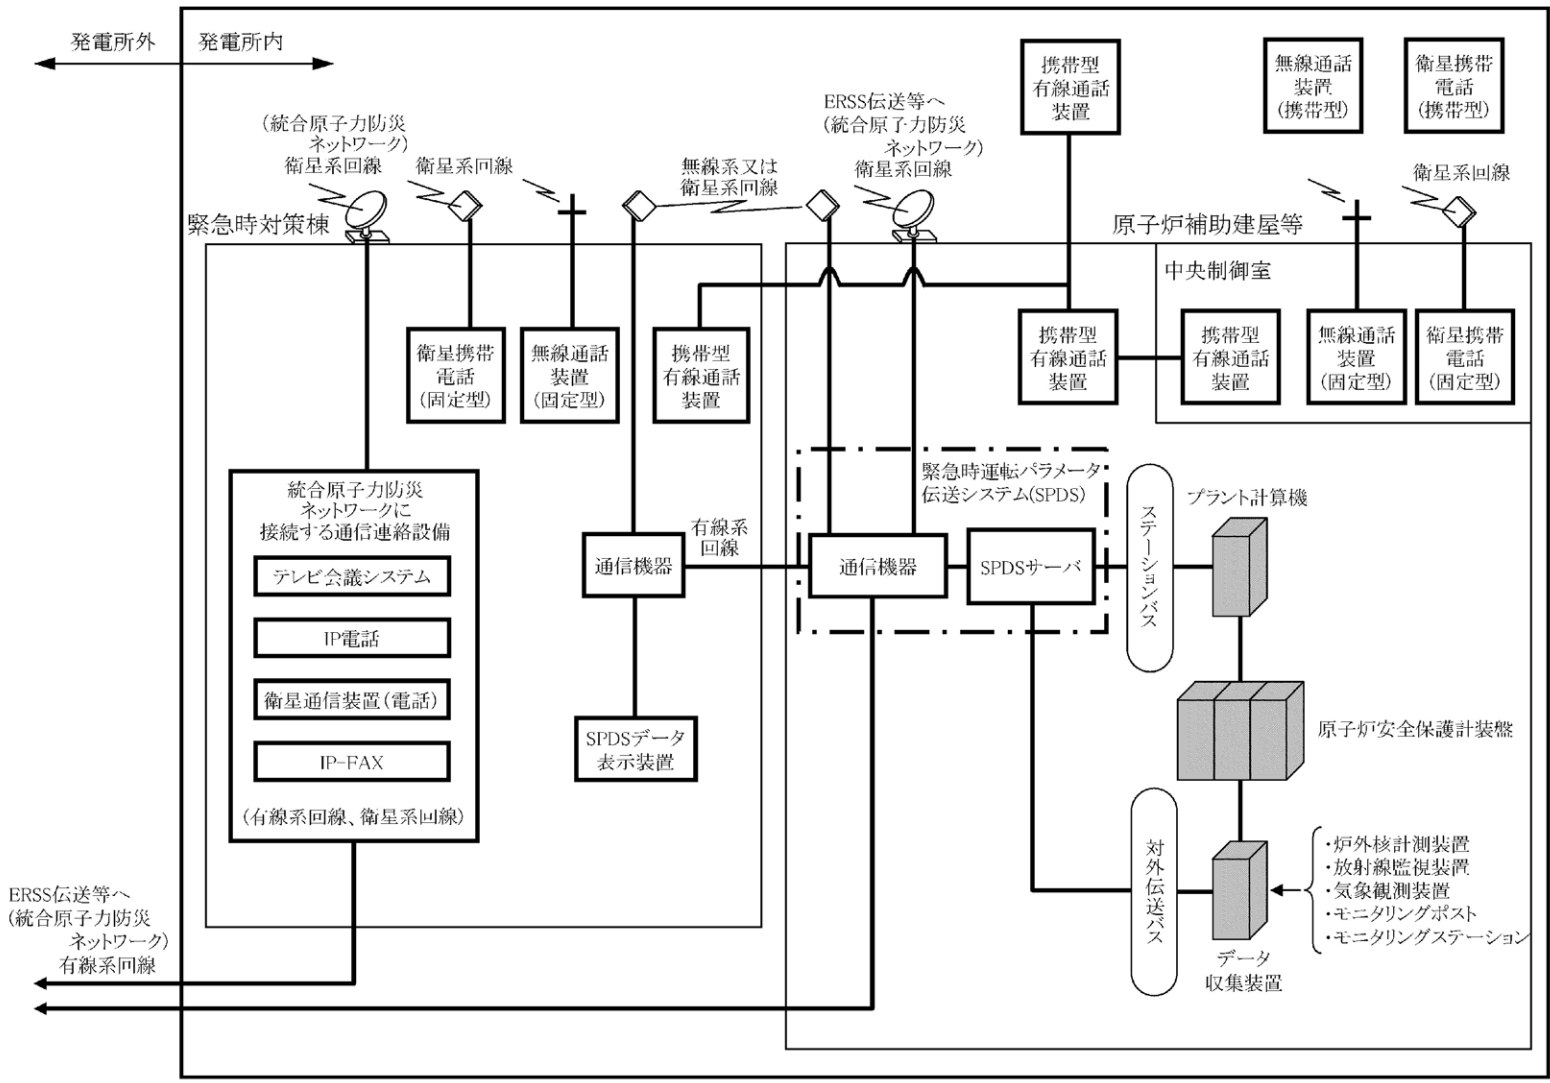 発電所外
発電所内
(統合原子力防災
ネットワーク)
衛星系回線
衛星系回線
無線系又は
衛星系回線
ERSS伝送等へ
(統合原子力防災
ネットワーク)
衛星系回線
携帯型
有線通話
装置
無線通話
装置
(携帯型)
衛星携帯
電話
(携帯型)
衛星系回線
緊急時対策棟
原子炉補助建屋等
中央制御室
衛星携帯
電話
(固定型)
無線通話
装置
(固定型)
携帯型
有線通話
装置
携帯型
有線通話
装置
携帯型
有線通話
装置
無線通話
装置
(固定型)
衛星携帯
電話
(固定型)
統合原子力防災
ネットワークに
接続する通信連絡設備
テレビ会議システム
IP電話
衛星通信装置(電話)
IP-FAX
(有線系回線、衛星系回線)
通信機器
有線系
回線
SPDSデータ
表示装置
緊急時運転パラメータ
伝送システム(SPDS)
通信機器
SPDSサーバ
ステーションバス
プラント計算機
原子炉安全保護計装盤
対外伝送バス
データ
収集装置
・炉外核計測装置
・放射線監視装置
・気象観測装置
・モニタリングポスト
・モニタリングステーション
ERSS伝送等へ
(統合原子力防災
ネットワーク)
有線系回線